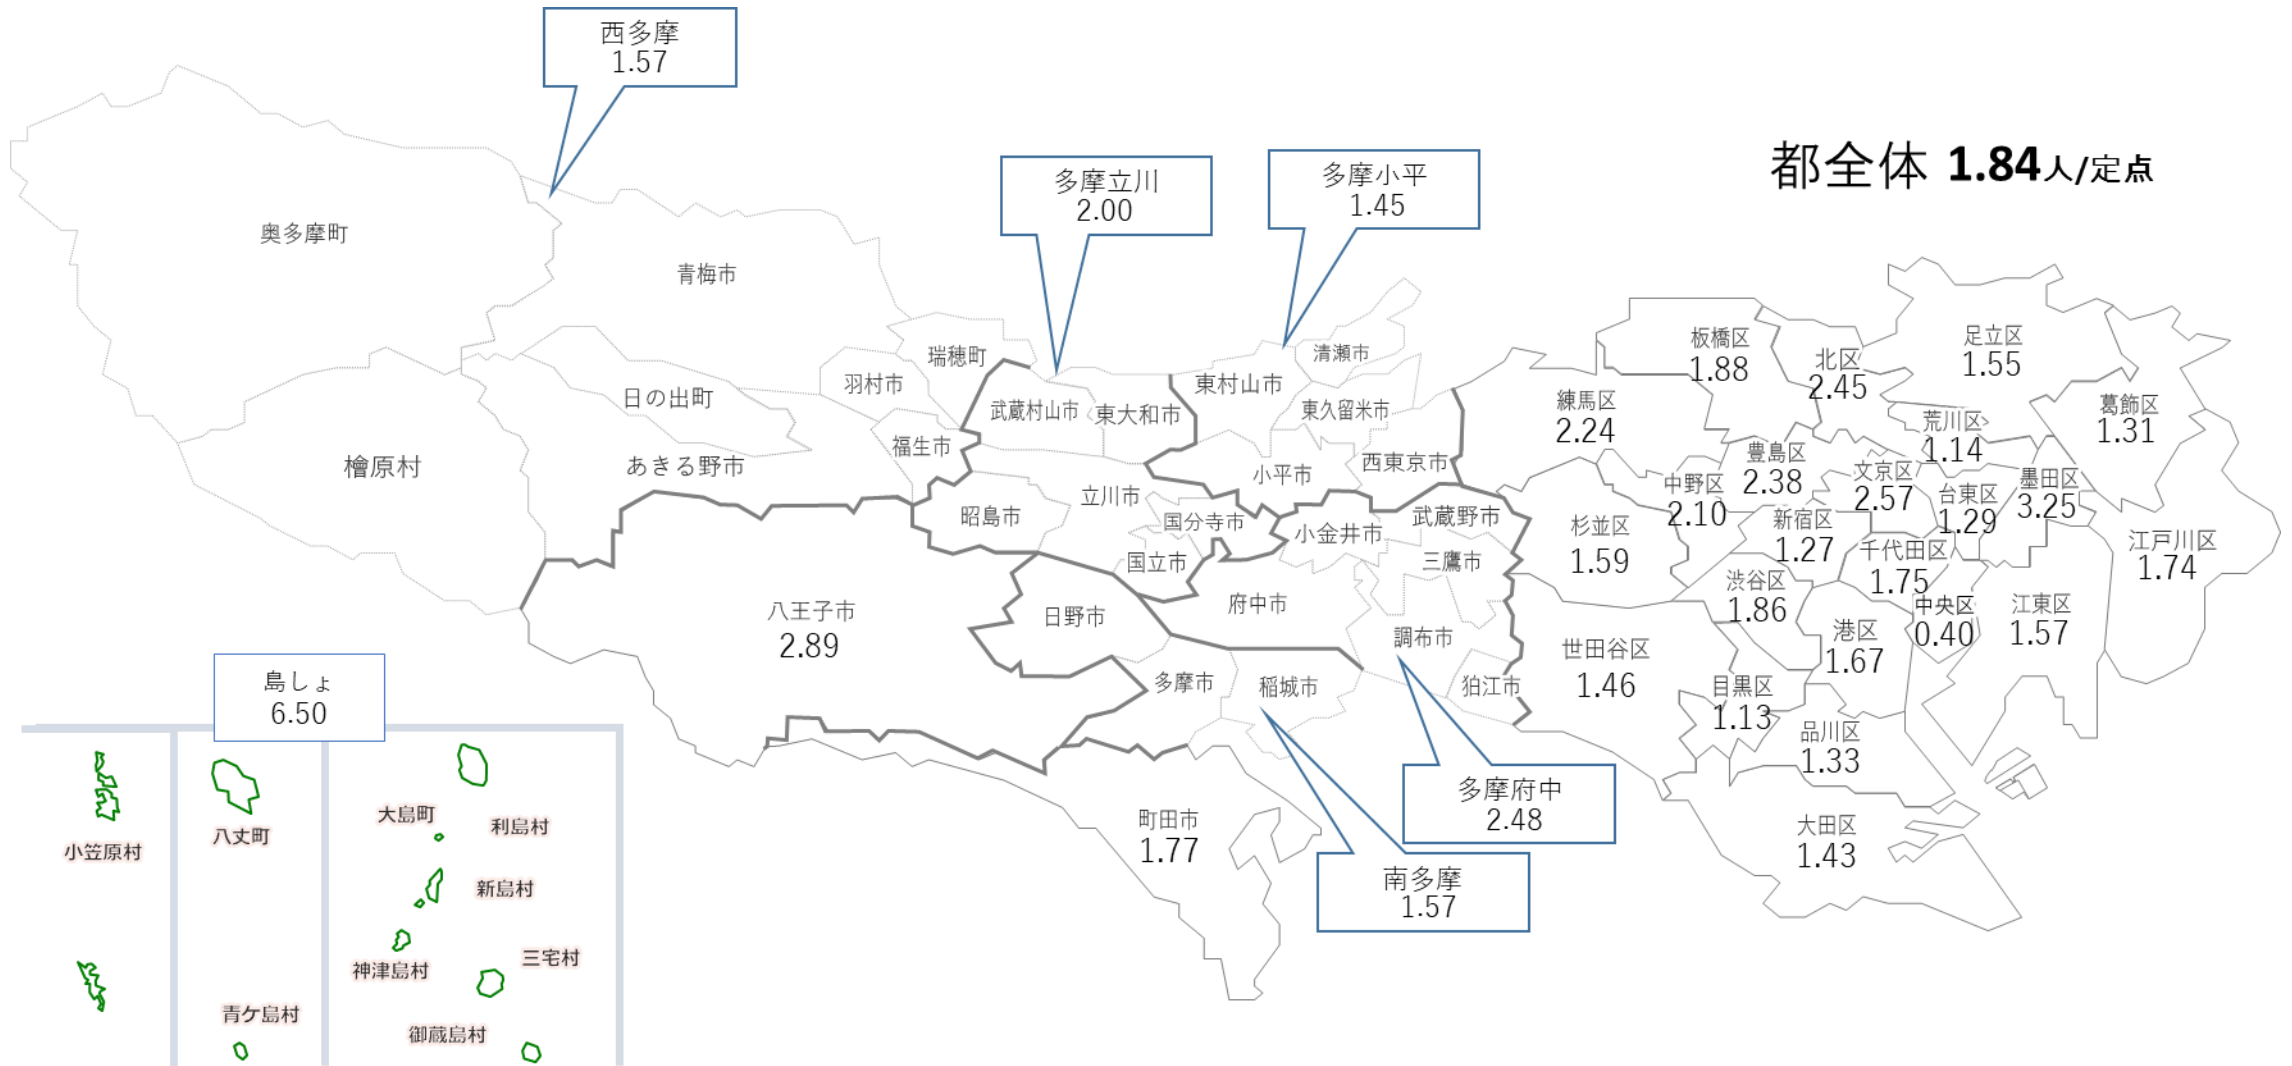 西多摩
1.57
多摩立川
2.00
多摩小平
1.45
都全体 1.84人/定点
奥多摩町
青梅市
瑞穂町
羽村市
日の出町
福生市
あきる野市
檜原村
武蔵村山市
東大和市
東村山市
清瀬市
東久留米市
小平市
西東京市
立川市
昭島市
国分寺市
国立市
小金井市
武蔵野市
三鷹市
府中市
調布市
狛江市
八王子市
2.89
日野市
多摩市
稲城市
町田市
1.77
多摩府中
2.48
南多摩
1.57
板橋区
1.88
北区
2.45
足立区
1.55
練馬区
2.24
荒川区
1.14
葛飾区
1.31
豊島区
2.38
文京区
2.57
中野区
2.10
台東区
1.29
墨田区
3.25
杉並区
1.59
新宿区
1.27
千代田区
1.75
江戸川区
1.74
渋谷区
1.86
中央区
0.40
江東区
1.57
港区
1.67
世田谷区
1.46
目黒区
1.13
品川区
1.33
大田区
1.43
島しょ
6.50
小笠原村
八丈町
青ケ島村
大島町
利島村
新島村
神津島村
三宅村
御蔵島村